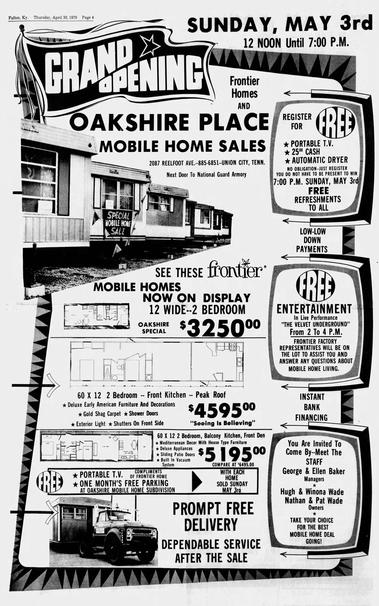 Fulton, Ky. Thursday, April 30, 1970 Page 4
SUNDAY, MAY 3rd
12 NOON Until 7:00 P.M.
GRAND
OPENING
Frontier
Homes
AND
OAKSHIRE PLACE
MOBILE HOME SALES
2087 REELFOOT AVE.-885-6851-UNION CITY, TENN.
Next Door To National Guard Armory
SPECIAL
MOBILE HOME
SALE
REGISTER
FOR
FREE
★ PORTABLE T.V.
★ 25⁰⁰ CASH
★ AUTOMATIC DRYER
NO OBLIGATION-JUST REGISTER
YOU DO NOT HAVE TO BE PRESENT TO WIN
7:00 P.M. SUNDAY, MAY 3rd
FREE
REFRESHMENTS
TO ALL
LOW-LOW
DOWN
PAYMENTS
SEE THESE frontier
MOBILE HOMES
NOW ON DISPLAY
12 WIDE--2 BEDROOM
OAKSHIRE
SPECIAL
$3250⁰⁰
FREE
ENTERTAINMENT
In Live Performance
"THE VELVET UNDERGROUND"
From 2 To 4 P.M.
FRONTIER FACTORY
REPRESENTATIVES WILL BE ON
THE LOT TO ASSIST YOU AND
ANSWER ANY QUESTIONS ABOUT
MOBILE HOME LIVING.
60 X 12 2 Bedroom – Front Kitchen – Peak Roof
★ Deluxe Early American Furniture And Decorations
★ Gold Shag Carpet ★ Shower Doors
★ Exterior Light ★ Shutters On Front Side
$4595⁰⁰
"Seeing Is Believing"
INSTANT
BANK
FINANCING
60 X 12 2 Bedroom, Balcony Kitchen, Front Den
★ Mediterranean Decor With House Type Furniture
★ Deluxe Appliances
★ Sliding Patio Doors
★ Built In Vacuum
System
$5195⁰⁰
COMPARE AT $6495.00
FREE
★ PORTABLE T.V.
COMPLIMENTS
OF FRONTIER HOME
★ ONE MONTH'S FREE PARKING
AT OAKSHIRE MOBILE HOME SUBDIVISION
WITH EACH
HOME
SOLD SUNDAY
MAY 3rd
You Are Invited To
Come By–Meet The
STAFF
George & Ellen Baker
Managers
★
Hugh & Winona Wade
Nathan & Pat Wade
Owners
★
TAKE YOUR CHOICE
FOR THE BEST
MOBILE HOME DEAL
GOING!
PROMPT FREE
DELIVERY
DEPENDABLE SERVICE
AFTER THE SALE